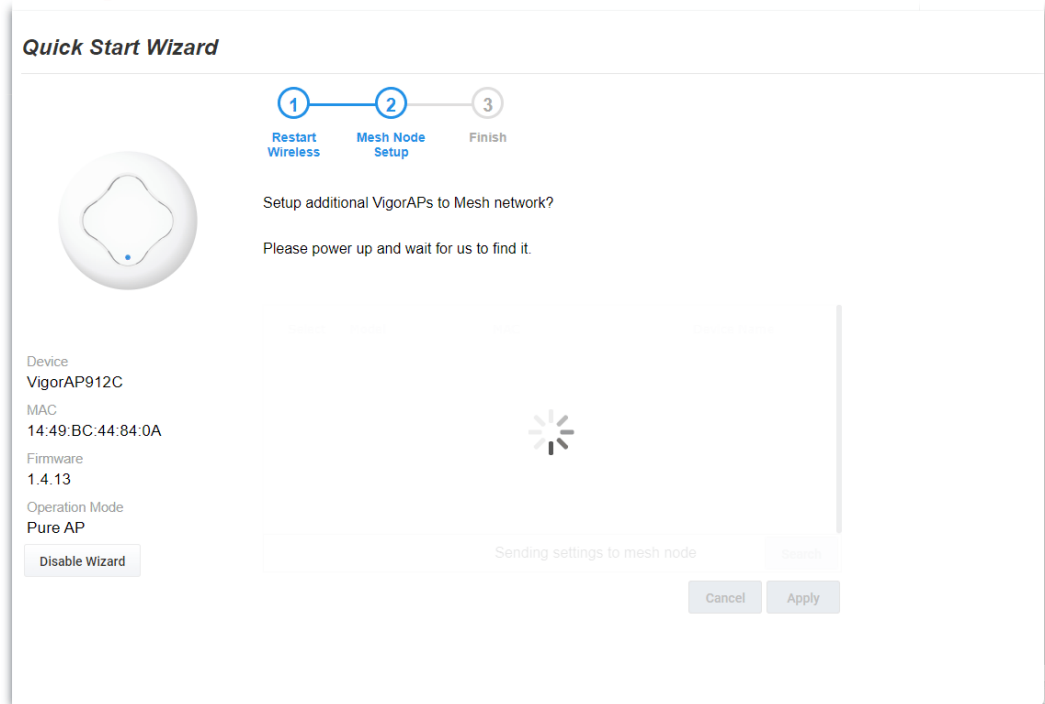 Quick Start Wizard
1
2
3
Restart
Wireless
Mesh Node
Setup
Finish
Setup additional VigorAPs to Mesh network?
Please power up and wait for us to find it.
Device
VigorAP912C
MAC
14:49:BC:44:84:0A
Firmware
1.4.13
Operation Mode
Pure AP
Disable Wizard
Sending settings to mesh node
Search
Cancel
Apply